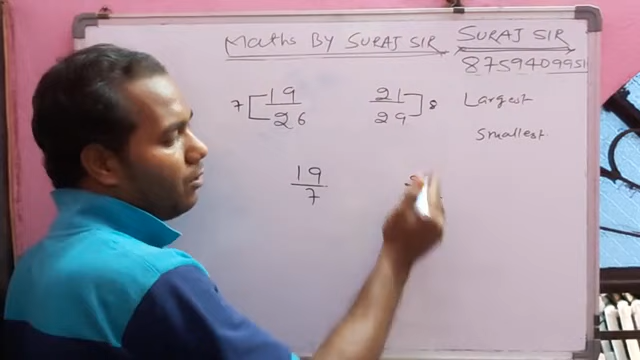 Maths By SURAJ SIR SURAJ SIR
8759409951
7 19/26 21/29 8 Largest
Smallest
19/7